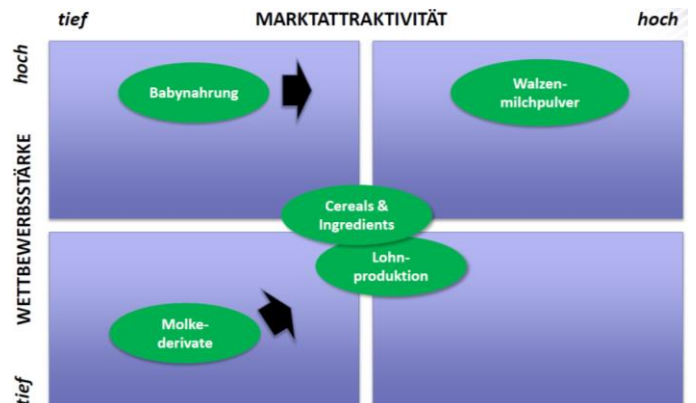 tief MARKTATTRAKTIVITÄT hoch
hoch
WETTBEWERBSSTÄRKE
tief
Babynahrung
Walzen-
milchpulver
Cereals &
Ingredients
Lohn-
produktion
Molke-
derivate